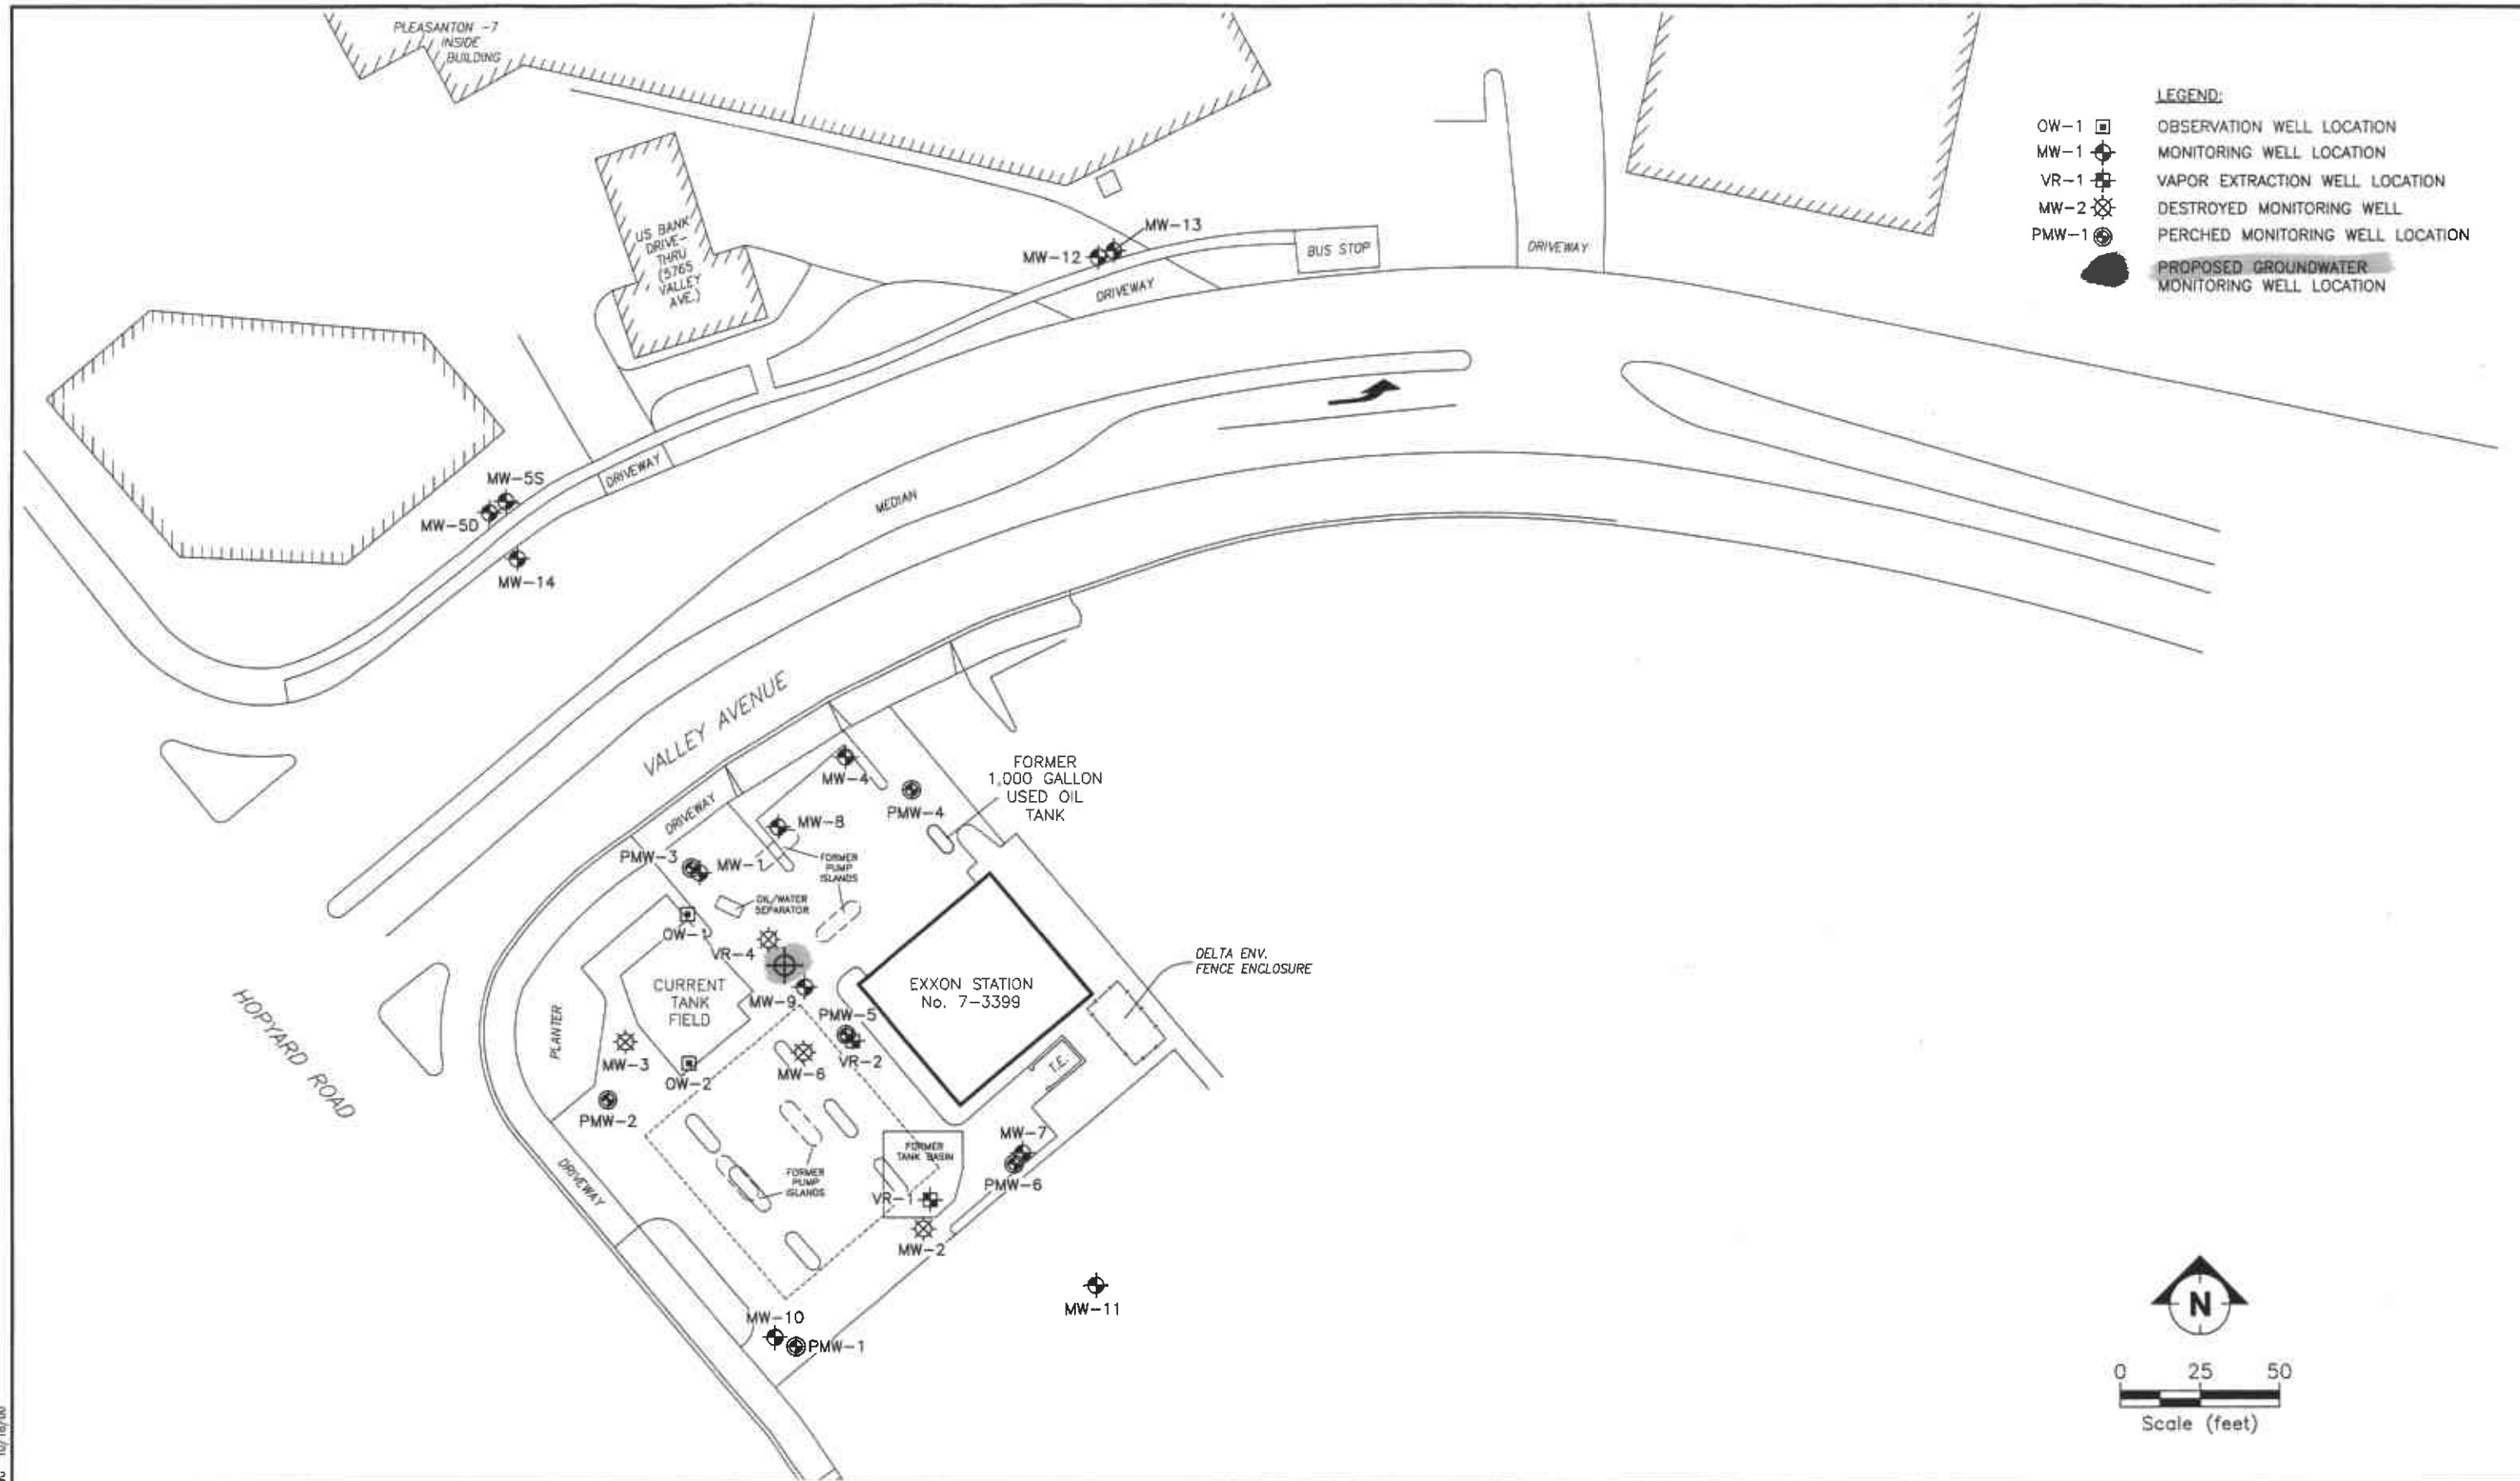 PLEASANTON -7
INSIDE
BUILDING
LEGEND:
OW-1 OBSERVATION WELL LOCATION
MW-1 MONITORING WELL LOCATION
VR-1 VAPOR EXTRACTION WELL LOCATION
MW-2 DESTROYED MONITORING WELL
PMW-1 PERCHED MONITORING WELL LOCATION
PROPOSED GROUNDWATER
MONITORING WELL LOCATION
US BANK
DRIVE-
THRU
(5765
VALLEY
AVE.)
MW-13
MW-12
BUS STOP
DRIVEWAY
DRIVEWAY
DRIVEWAY
MW-5S
MW-5D
MW-14
MEDIAN
VALLEY AVENUE
MW-4
FORMER
1,000 GALLON
USED OIL
TANK
PMW-4
DRIVEWAY
MW-8
PMW-3
MW-1
FORMER
PUMP
ISLANDS
OIL/WATER
SEPARATOR
OW-1
VR-4
CURRENT
TANK
FIELD
MW-9
EXXON STATION
No. 7-3399
DELTA ENV.
FENCE ENCLOSURE
PMW-5
VR-2
PLANTER
HOPYARD ROAD
MW-3
OW-2
MW-6
T.E.
PMW-2
MW-7
FORMER
TANK BASIN
PMW-6
DRIVEWAY
FORMER
PUMP
ISLANDS
VR-1
MW-2
MW-11
MW-10
PMW-1
N
0 25 50
Scale (feet)